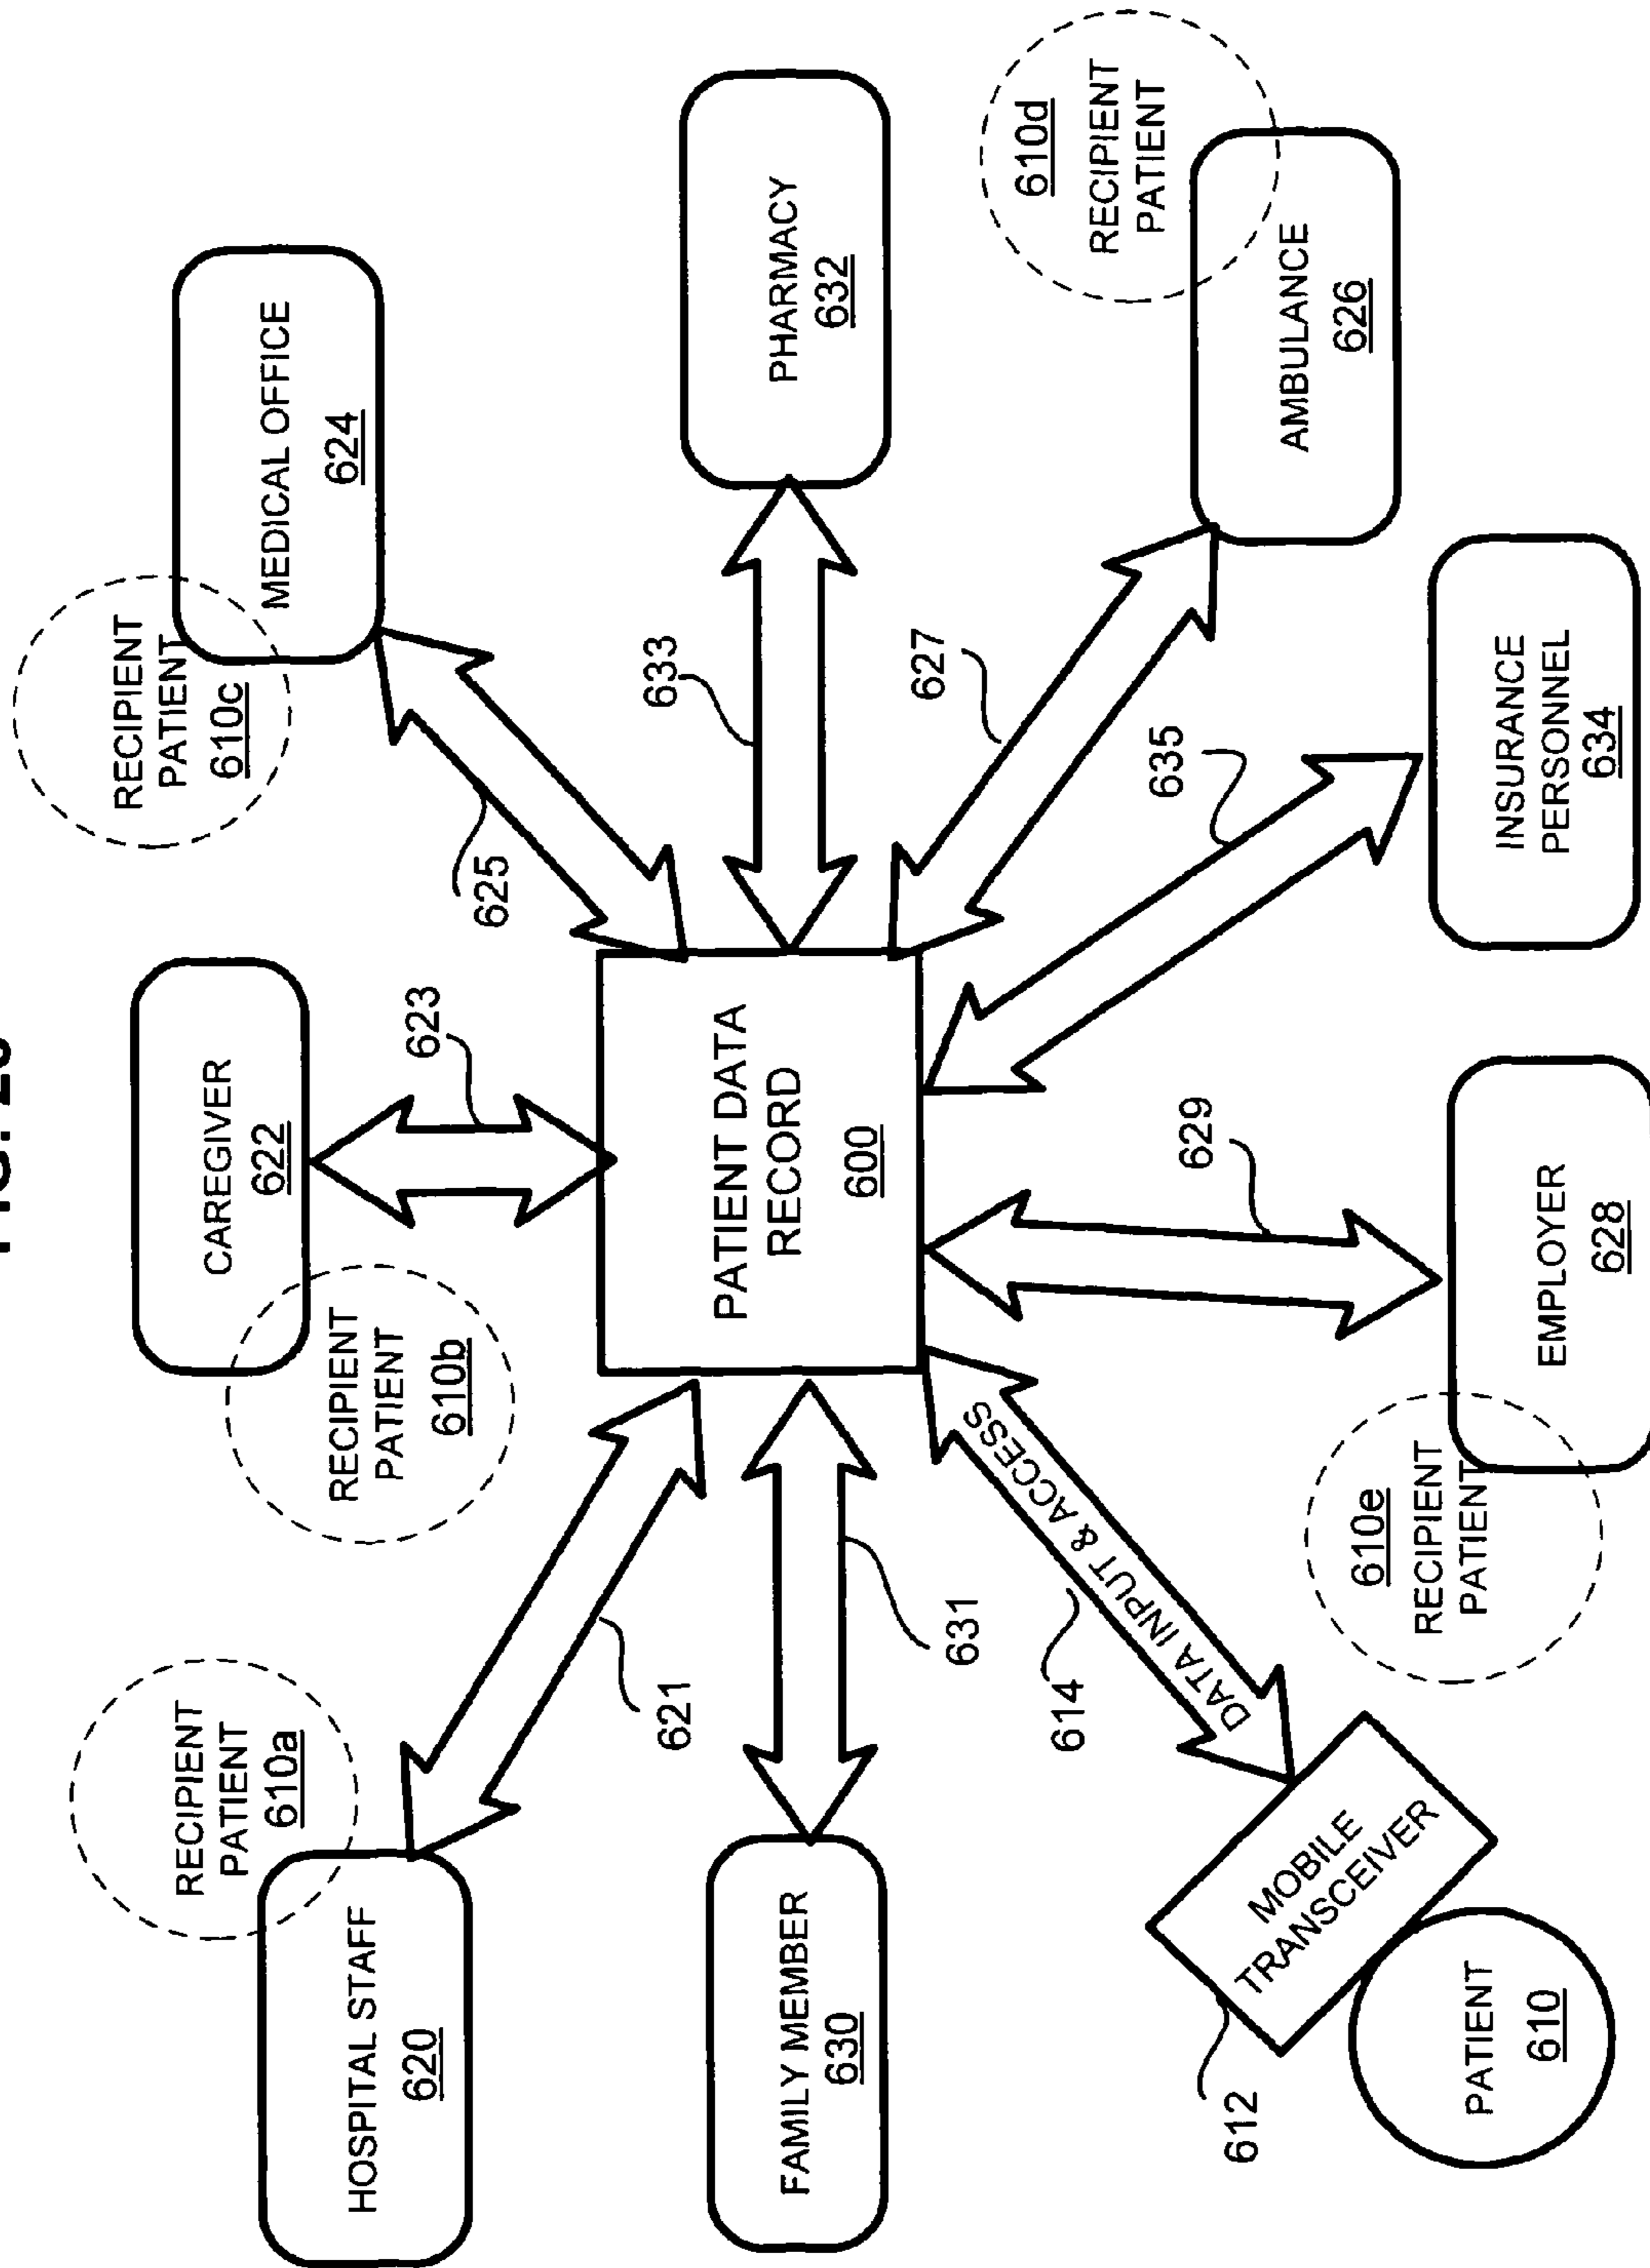 CAREGIVER
622
RECIPIENT
PATIENT
610a
RECIPIENT
PATIENT
610c
MEDICAL OFFICE
624
HOSPITAL STAFF
620
RECIPIENT
PATIENT
610b
623
625
621
633
PATIENT DATA
RECORD
600
FAMILY MEMBER
630
PHARMACY
632
631
627
614
DATA INPUT & ACCESS
629
635
610d
RECIPIENT
PATIENT
612
MOBILE
TRANSCEIVER
AMBULANCE
626
610e
RECIPIENT
PATIENT
PATIENT
610
EMPLOYER
628
INSURANCE
PERSONNEL
634